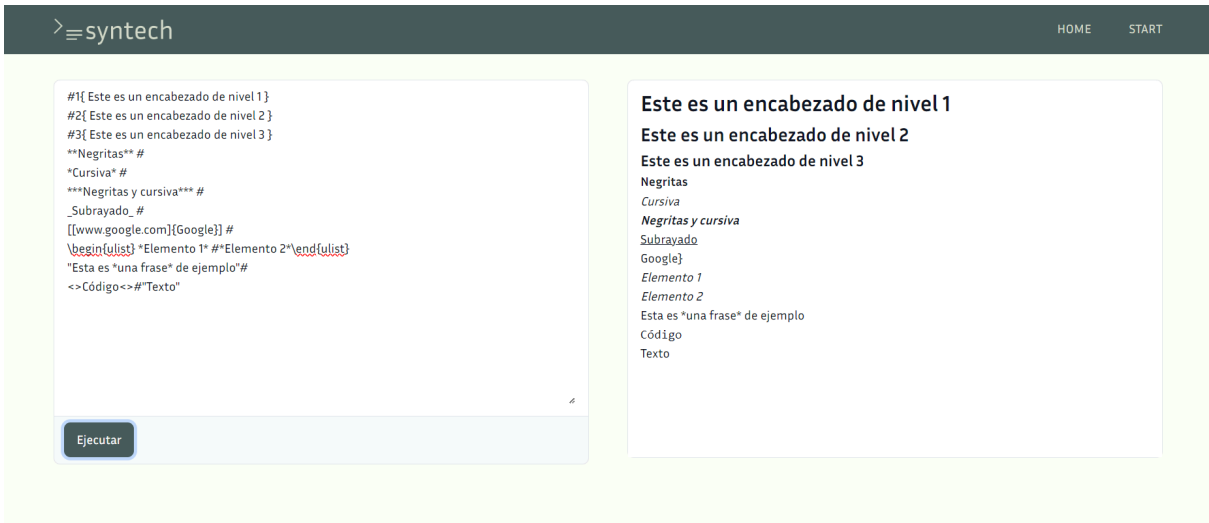 >≡syntech
HOME START
#1{ Este es un encabezado de nivel 1 }
#2{ Este es un encabezado de nivel 2 }
#3{ Este es un encabezado de nivel 3 }
**Negritas** #
*Cursiva* #
***Negritas y cursiva*** #
_Subrayado_ #
[[www.google.com]{Google}] #
\begin{ulist} *Elemento 1* #*Elemento 2*\end{ulist}
"Esta es *una frase* de ejemplo"#
<>Código<>#"Texto"
Ejecutar
Este es un encabezado de nivel 1
Este es un encabezado de nivel 2
Este es un encabezado de nivel 3
Negritas
Cursiva
Negritas y cursiva
Subrayado
Google}
Elemento 1
Elemento 2
Esta es *una frase* de ejemplo
Código
Texto